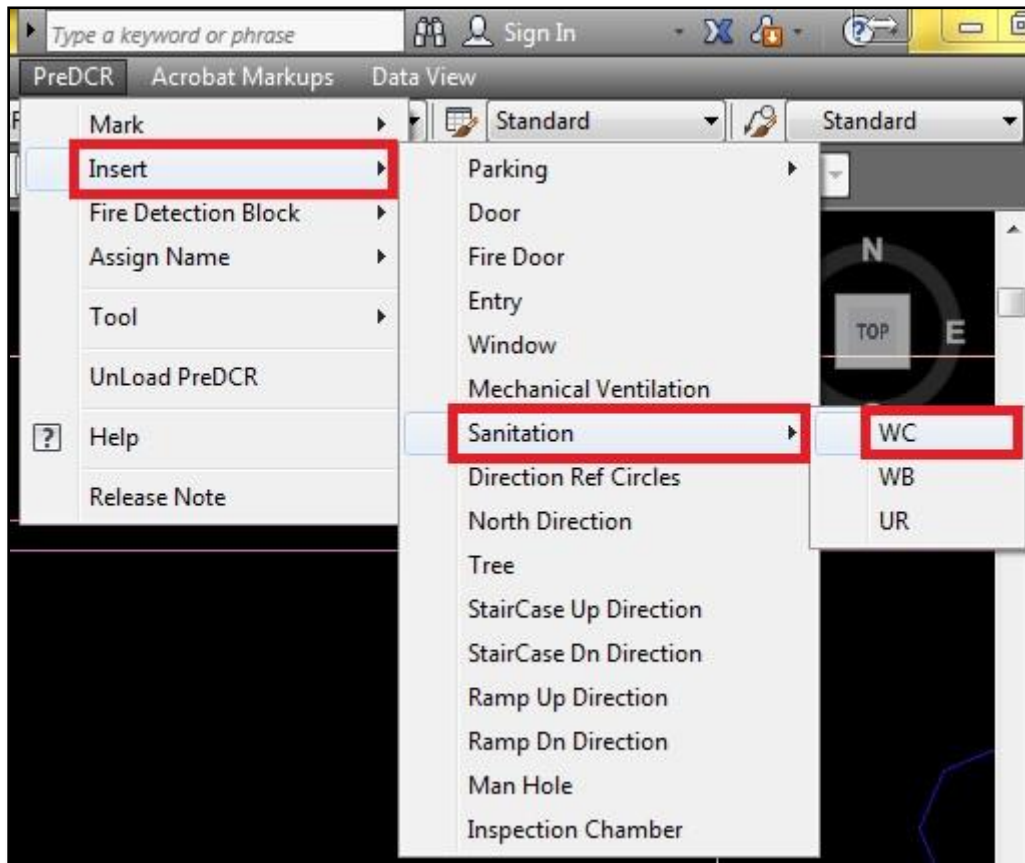 Type a keyword or phrase
Sign In
PreDCR Acrobat Markups Data View
Standard
Standard
Mark
Insert
Fire Detection Block
Assign Name
Tool
UnLoad PreDCR
? Help
Release Note
Parking
Door
Fire Door
Entry
Window
Mechanical Ventilation
Sanitation
Direction Ref Circles
North Direction
Tree
StairCase Up Direction
StairCase Dn Direction
Ramp Up Direction
Ramp Dn Direction
Man Hole
Inspection Chamber
WC
WB
UR
N
TOP
E